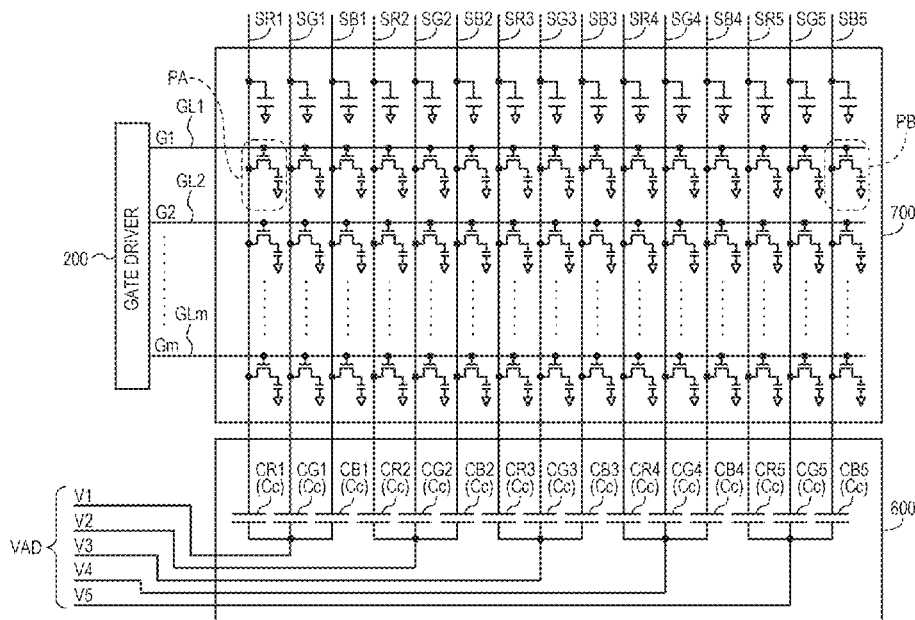 SR1 SG1 SB1 SR2 SG2 SB2 SR3 SG3 SB3 SR4 SG4 SB4 SR5 SG5 SB5
PA
GL1
G1
PB
GL2
G2
700
200
GATE DRIVER
GLm
Gm
CR1 CG1 CB1 CR2 CG2 CB2 CR3 CG3 CB3 CR4 CG4 CB4 CR5 CG5 CB5
(Cc) (Cc) (Cc) (Cc) (Cc) (Cc) (Cc) (Cc) (Cc) (Cc) (Cc) (Cc) (Cc) (Cc) (Cc)
600
V1
V2
VAD
V3
V4
V5